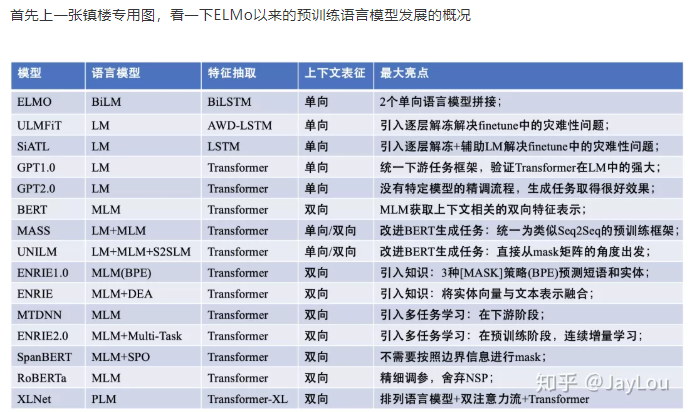 首先上一张镇楼专用图，看一下ELMo以来的预训练语言模型发展的概况
模型 语言模型 特征抽取 上下文表征 最大亮点
ELMO BiLM BiLSTM 单向 2个单向语言模型拼接；
ULMFiT LM AWD-LSTM 单向 引入逐层解冻解决finetune中的灾难性问题；
SiATL LM LSTM 单向 引入逐层解冻+辅助LM解决finetune中的灾难性问题；
GPT1.0 LM Transformer 单向 统一下游任务框架，验证Transformer在LM中的强大；
GPT2.0 LM Transformer 单向 没有特定模型的精调流程，生成任务取得很好效果；
BERT MLM Transformer 双向 MLM获取上下文相关的双向特征表示；
MASS LM+MLM Transformer 单向/双向 改进BERT生成任务：统一为类似Seq2Seq的预训练框架；
UNILM LM+MLM+S2SLM Transformer 单向/双向 改进BERT生成任务：直接从mask矩阵的角度出发；
ENRIE1.0 MLM(BPE) Transformer 双向 引入知识：3种[MASK]策略(BPE)预测短语和实体；
ENRIE MLM+DEA Transformer 双向 引入知识：将实体向量与文本表示融合；
MTDNN MLM Transformer 双向 引入多任务学习：在下游阶段；
ENRIE2.0 MLM+Multi-Task Transformer 双向 引入多任务学习：在预训练阶段，连续增量学习；
SpanBERT MLM+SPO Transformer 双向 不需要按照边界信息进行mask；
RoBERTa MLM Transformer 双向 精细调参，舍弃NSP；
XLNet PLM Transformer-XL 双向 排列语言模型+双注意力流+Transformer
知乎 @JayLou